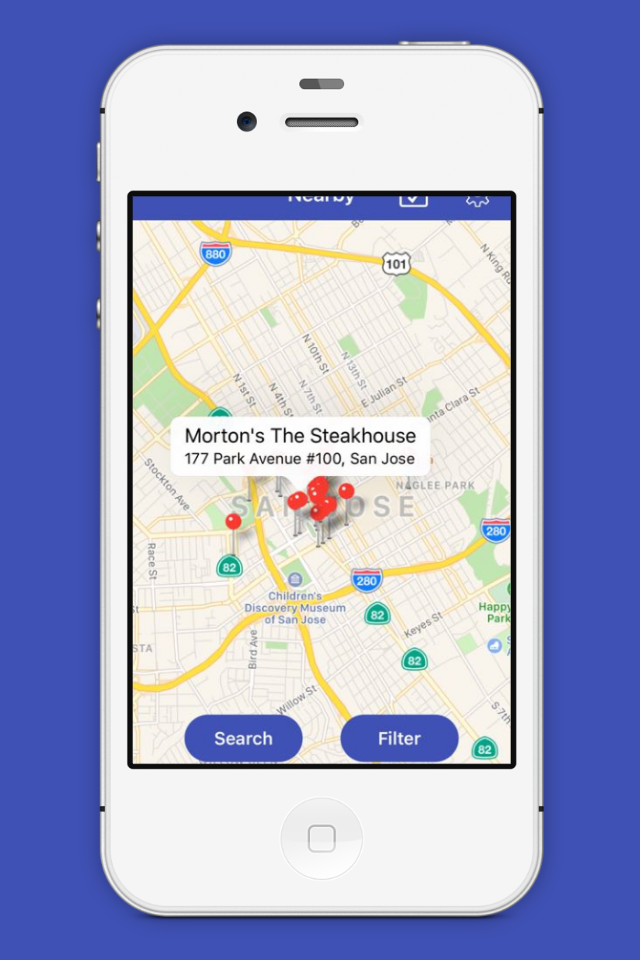 Nearby
880
101
N King Rd
N 10th St
N 13th St
N 1st St
N 4th St
N 7th St
E Julian St
Santa Clara St
Morton's The Steakhouse
177 Park Avenue #100, San Jose
Stockton Ave
NAGLEE PARK
SAN JOSE
280
Race St
82
280
Children's
Discovery Museum
of San Jose
82
Happy
Park
Keyes St
Bird Ave
82
STA
Willow St
S 7th
Search
Filter
82